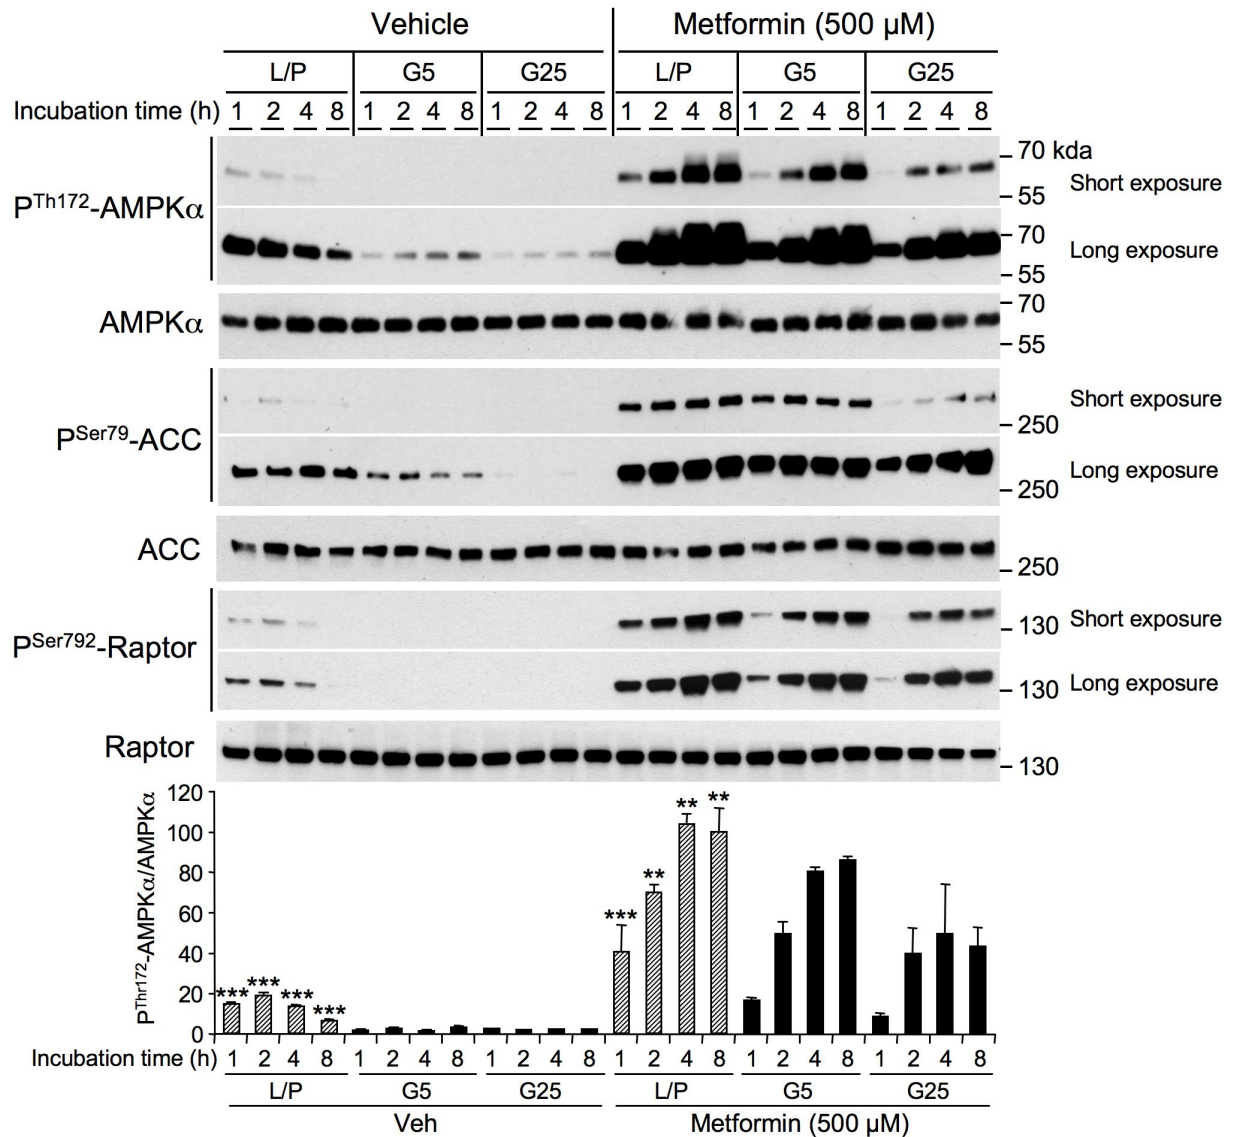 Vehicle Metformin (500 µM)
L/P G5 G25 L/P G5 G25
Incubation time (h) 1 2 4 8 1 2 4 8 1 2 4 8 1 2 4 8 1 2 4 8 1 2 4 8
70 kda
P^Th172-AMPKα
Short exposure
55
70
Long exposure
55
AMPKα
70
55
P^Ser79-ACC
Short exposure
250
Long exposure
250
ACC
250
P^Ser792-Raptor
130 Short exposure
130 Long exposure
Raptor
130
P^Thr172-AMPKα/AMPKα
120
100
80
60
40
20
0
*** *** *** *** *** ** ** **
Incubation time (h) 1 2 4 8 1 2 4 8 1 2 4 8 1 2 4 8 1 2 4 8 1 2 4 8
L/P G5 G25 L/P G5 G25
Veh Metformin (500 µM)